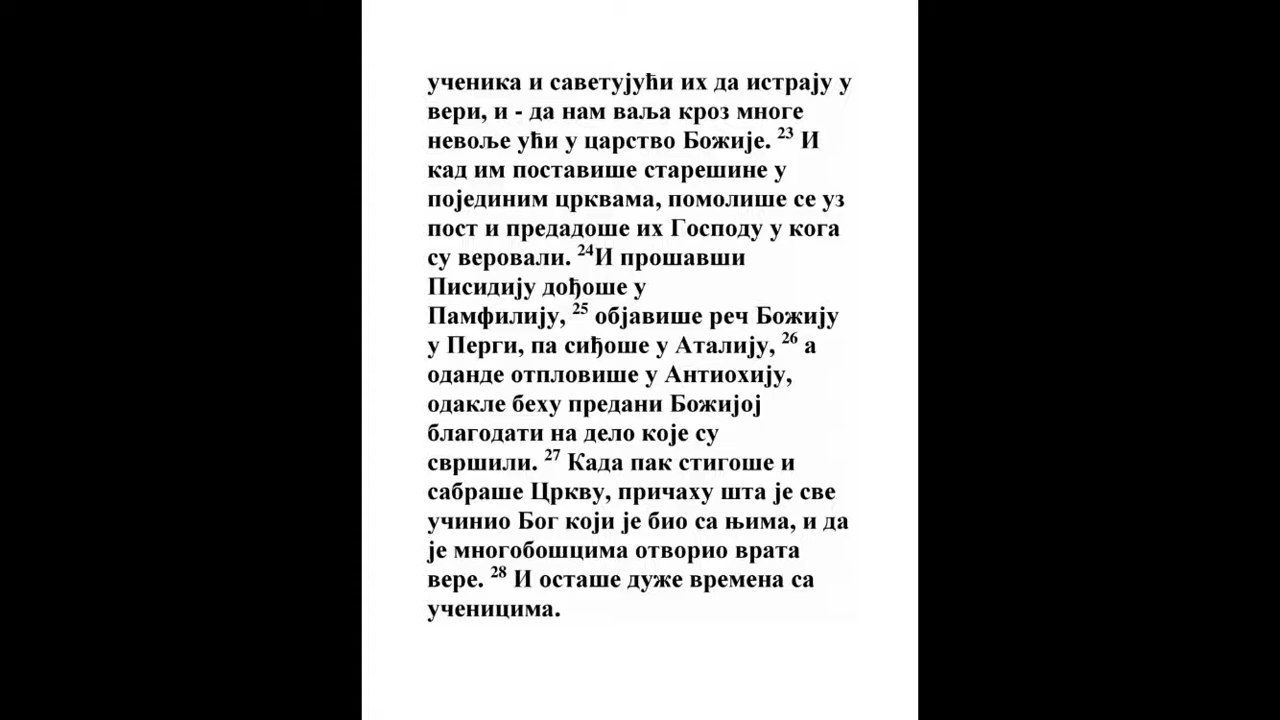 ученика и саветујући их да истрају у
вери, и - да нам ваља кроз многе
невоље ући у царство Божије. 23 И
кад им поставише старешине у
појединим црквама, помолише се уз
пост и предадоше их Господу у кога
су веровали. 24И прошавши
Писидију дођоше у
Памфилију, 25 објавише реч Божију
у Перги, па сиђоше у Аталију, 26 а
оданде отпловише у Антиохију,
одакле беху предани Божијој
благодати на дело које су
свршили. 27 Када пак стигоше и
сабраше Цркву, причаху шта је све
учинио Бог који је био са њима, и да
је многобошцима отворио врата
вере. 28 И осташе дуже времена са
ученицима.